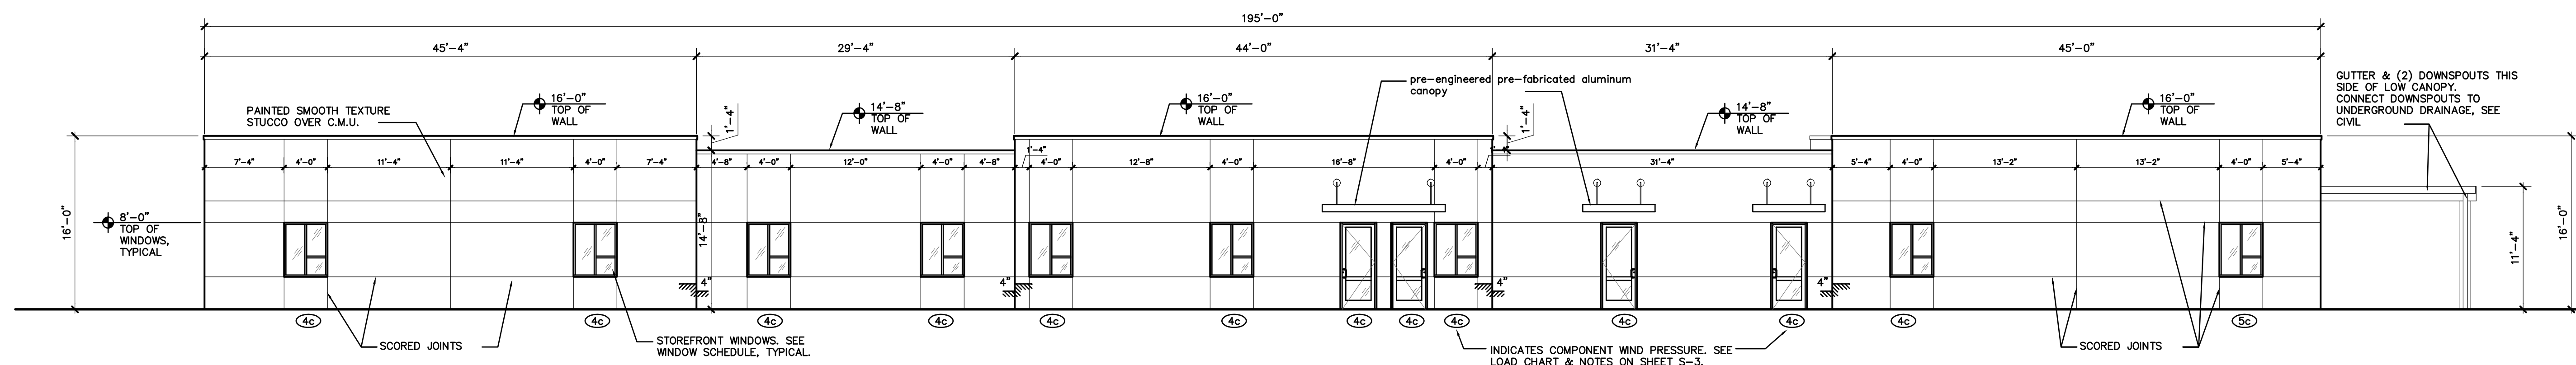 195'-0"
45'-4"
29'-4"
44'-0"
31'-4"
45'-0"
PAINTED SMOOTH TEXTURE
STUCCO OVER C.M.U.
16'-0"
TOP OF
WALL
1'-4"
14'-8"
TOP OF
WALL
16'-0"
TOP OF
WALL
pre-engineered pre-fabricated aluminum
canopy
1'-4"
14'-8"
TOP OF
WALL
16'-0"
TOP OF
WALL
GUTTER & (2) DOWNSPOUTS THIS
SIDE OF LOW CANOPY.
CONNECT DOWNSPOUTS TO
UNDERGROUND DRAINAGE, SEE
CIVIL
7'-4"
4'-0"
11'-4"
11'-4"
4'-0"
7'-4"
4'-8"
4'-0"
12'-0"
4'-0"
4'-8"
1'-4"
4'-0"
12'-8"
4'-0"
16'-8"
4'-0"
31'-4"
5'-4"
4'-0"
13'-2"
13'-2"
4'-0"
5'-4"
16'-0"
8'-0"
TOP OF
WINDOWS,
TYPICAL
14'-8"
11'-4"
16'-0"
4"
4"
4"
4"
4c
4c
4c
4c
4c
4c
4c
4c
4c
4c
4c
4c
5c
SCORED JOINTS
STOREFRONT WINDOWS. SEE
WINDOW SCHEDULE, TYPICAL.
INDICATES COMPONENT WIND PRESSURE. SEE
LOAD CHART & NOTES ON SHEET S-3.
SCORED JOINTS